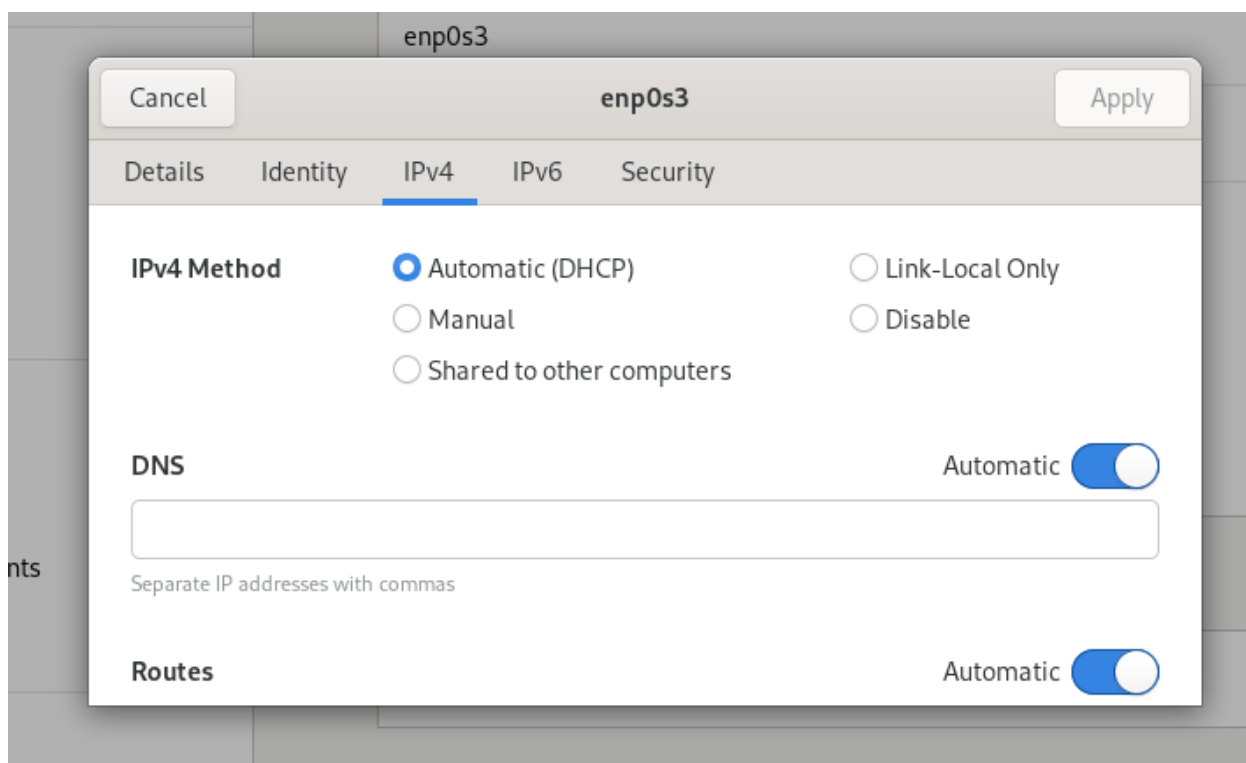 enp0s3
Cancel enp0s3 Apply
Details Identity IPv4 IPv6 Security
IPv4 Method Automatic (DHCP) Link-Local Only
Manual Disable
Shared to other computers
DNS Automatic
nts
Separate IP addresses with commas
Routes Automatic